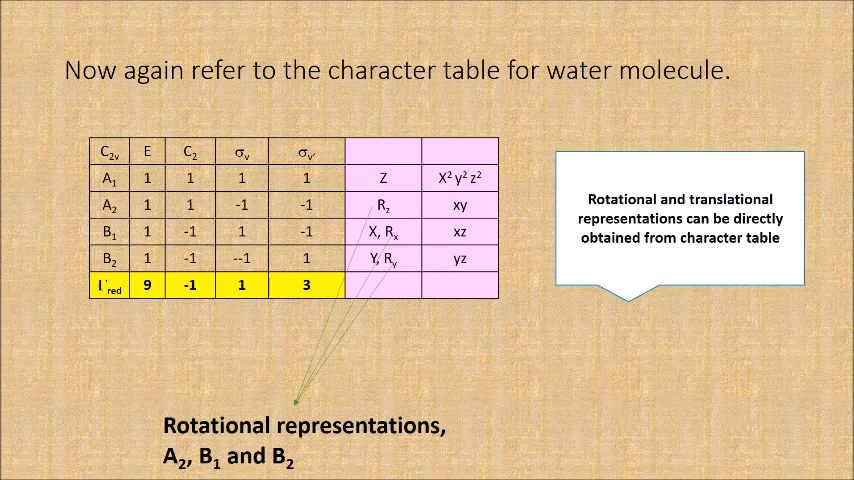 Now again refer to the character table for water molecule.
C2v E C2 σv σv'
A1 1 1 1 1 Z X2 y2 z2
A2 1 1 -1 -1 Rz xy
B1 1 -1 1 -1 X, Rx xz
B2 1 -1 --1 1 Y, Ry yz
Γred 9 -1 1 3
Rotational and translational
representations can be directly
obtained from character table
Rotational representations,
A2, B1 and B2